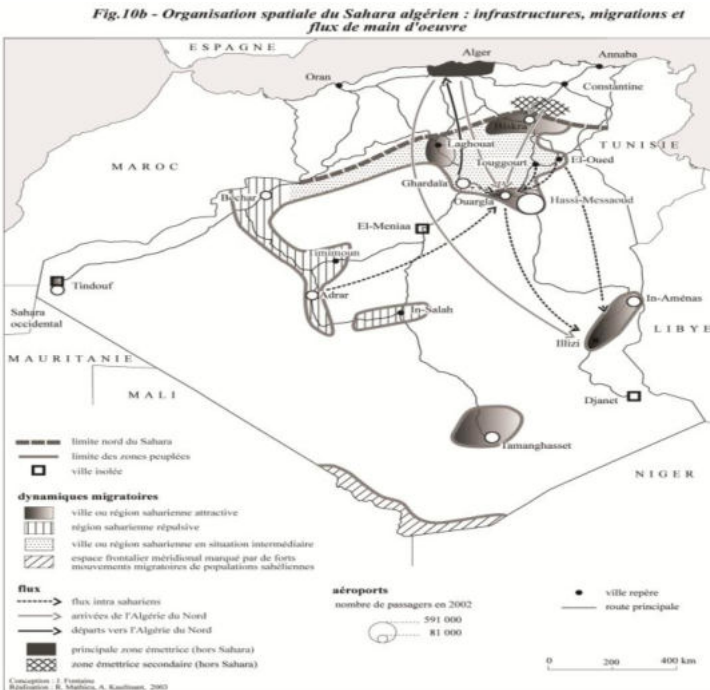 Fig.10b - Organisation spatiale du Sahara algérien : infrastructures, migrations et
flux de main d'oeuvre
ESPAGNE
Alger
Annaba
Oran
Constantine
Biskra
TUNISIE
Laghouat
MAROC
Touggourt
El-Oued
Ghardaïa
Ouargla
Hassi-Messaoud
Béchar
El-Meniaa
Timimoun
Tindouf
Adrar
In-Salah
In-Aménas
Sahara
occidental
LIBYE
Illizi
MAURITANIE
MALI
Djanet
Tamanghasset
NIGER
limite nord du Sahara
limite des zones peuplées
ville isolée
dynamiques migratoires
ville ou région saharienne attractive
région saharienne répulsive
ville ou région saharienne en situation intermédiaire
espace frontalier méridional marqué par de forts
mouvements migratoires de populations sahéliennes
flux
flux intra sahariens
arrivées de l'Algérie du Nord
départs vers l'Algérie du Nord
principale zone émettrice (hors Sahara)
zone émettrice secondaire (hors Sahara)
aéroports
nombre de passagers en 2002
591 000
81 000
ville repère
route principale
0 200 400 km
Conception : J. Fontaine
Réalisation : B. Mathieu, A. Kaufmant, 2003